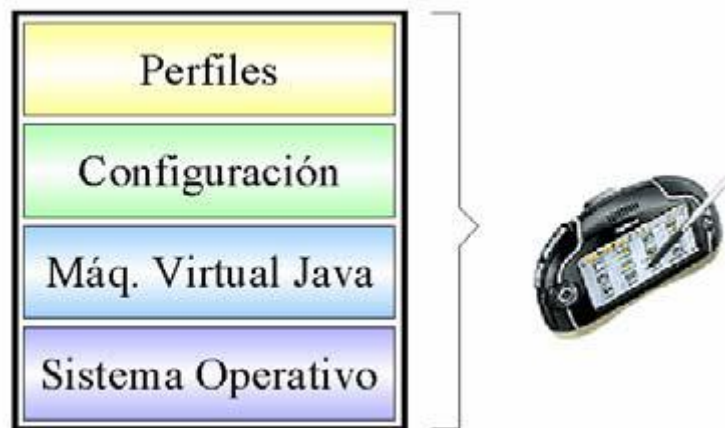 Perfiles
Configuración
Máq. Virtual Java
Sistema Operativo